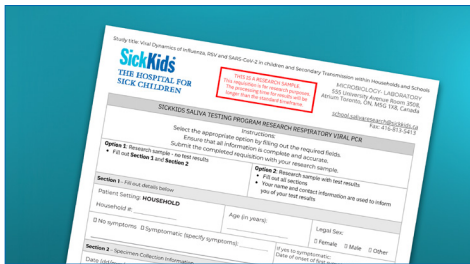 Study title: Viral Dynamics of Influenza, RSV and SARS-CoV-2 in children and Secondary Transmission within Households and Schools
SickKids
THE HOSPITAL FOR
SICK CHILDREN
THIS IS A RESEARCH SAMPLE.
This requisition is for research purposes.
The processing time for results will be
longer than the standard timeframe.
MICROBIOLOGY- LABORATORY
555 University Avenue Room 3508,
Atrium Toronto, ON, M5G 1X8, Canada
school.salivaresearch@sickkids.ca
Fax: 416-813-5413
SICKKIDS SALIVA TESTING PROGRAM RESEARCH RESPIRATORY VIRAL PCR
Instructions:
Select the appropriate option by filling out the required fields.
Ensure that all information is complete and accurate.
Submit the completed requisition with your research sample.
Option 1: Research sample - no test results
• Fill out Section 1 and Section 2
Option 2: Research sample with test results
• Fill out all sections
• Your name and contact information are used to inform
you of your test results
Section 1 - Fill out details below
Patient Setting: HOUSEHOLD
Household #:
Age (in years):
Legal Sex:
Female Male Other
No symptoms Symptomatic (specify symptoms):
If yes to symptomatic:
Date of onset of first
Section 2 - Specimen Collection Information